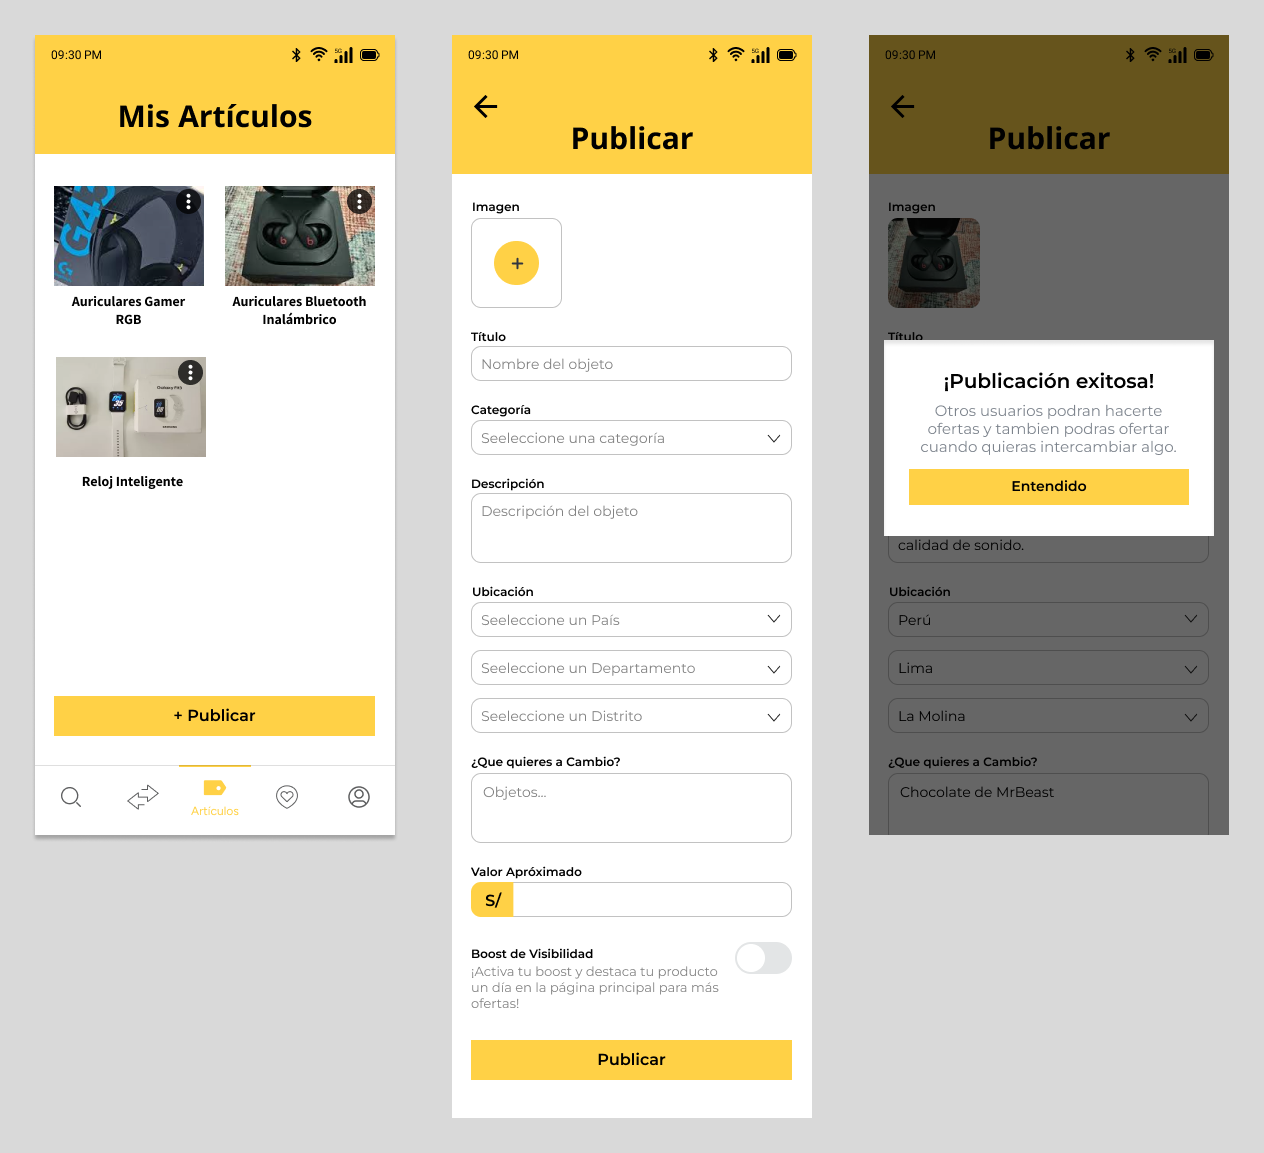 09:30 PM
5G
Mis Artículos
Auriculares Gamer
RGB
Auriculares Bluetooth
Inalámbrico
Reloj Inteligente
+ Publicar
Artículos
09:30 PM
5G
Publicar
Imagen
+
Título
Nombre del objeto
Categoría
Seeleccione una categoría
Descripción
Descripción del objeto
Ubicación
Seeleccione un País
Seeleccione un Departamento
Seeleccione un Distrito
¿Que quieres a Cambio?
Objetos...
Valor Apróximado
S/
Boost de Visibilidad
¡Activa tu boost y destaca tu producto
un día en la página principal para más
ofertas!
Publicar
09:30 PM
5G
Publicar
Imagen
Título
¡Publicación exitosa!
Otros usuarios podran hacerte
ofertas y tambien podras ofertar
cuando quieras intercambiar algo.
Entendido
calidad de sonido.
Ubicación
Perú
Lima
La Molina
¿Que quieres a Cambio?
Chocolate de MrBeast